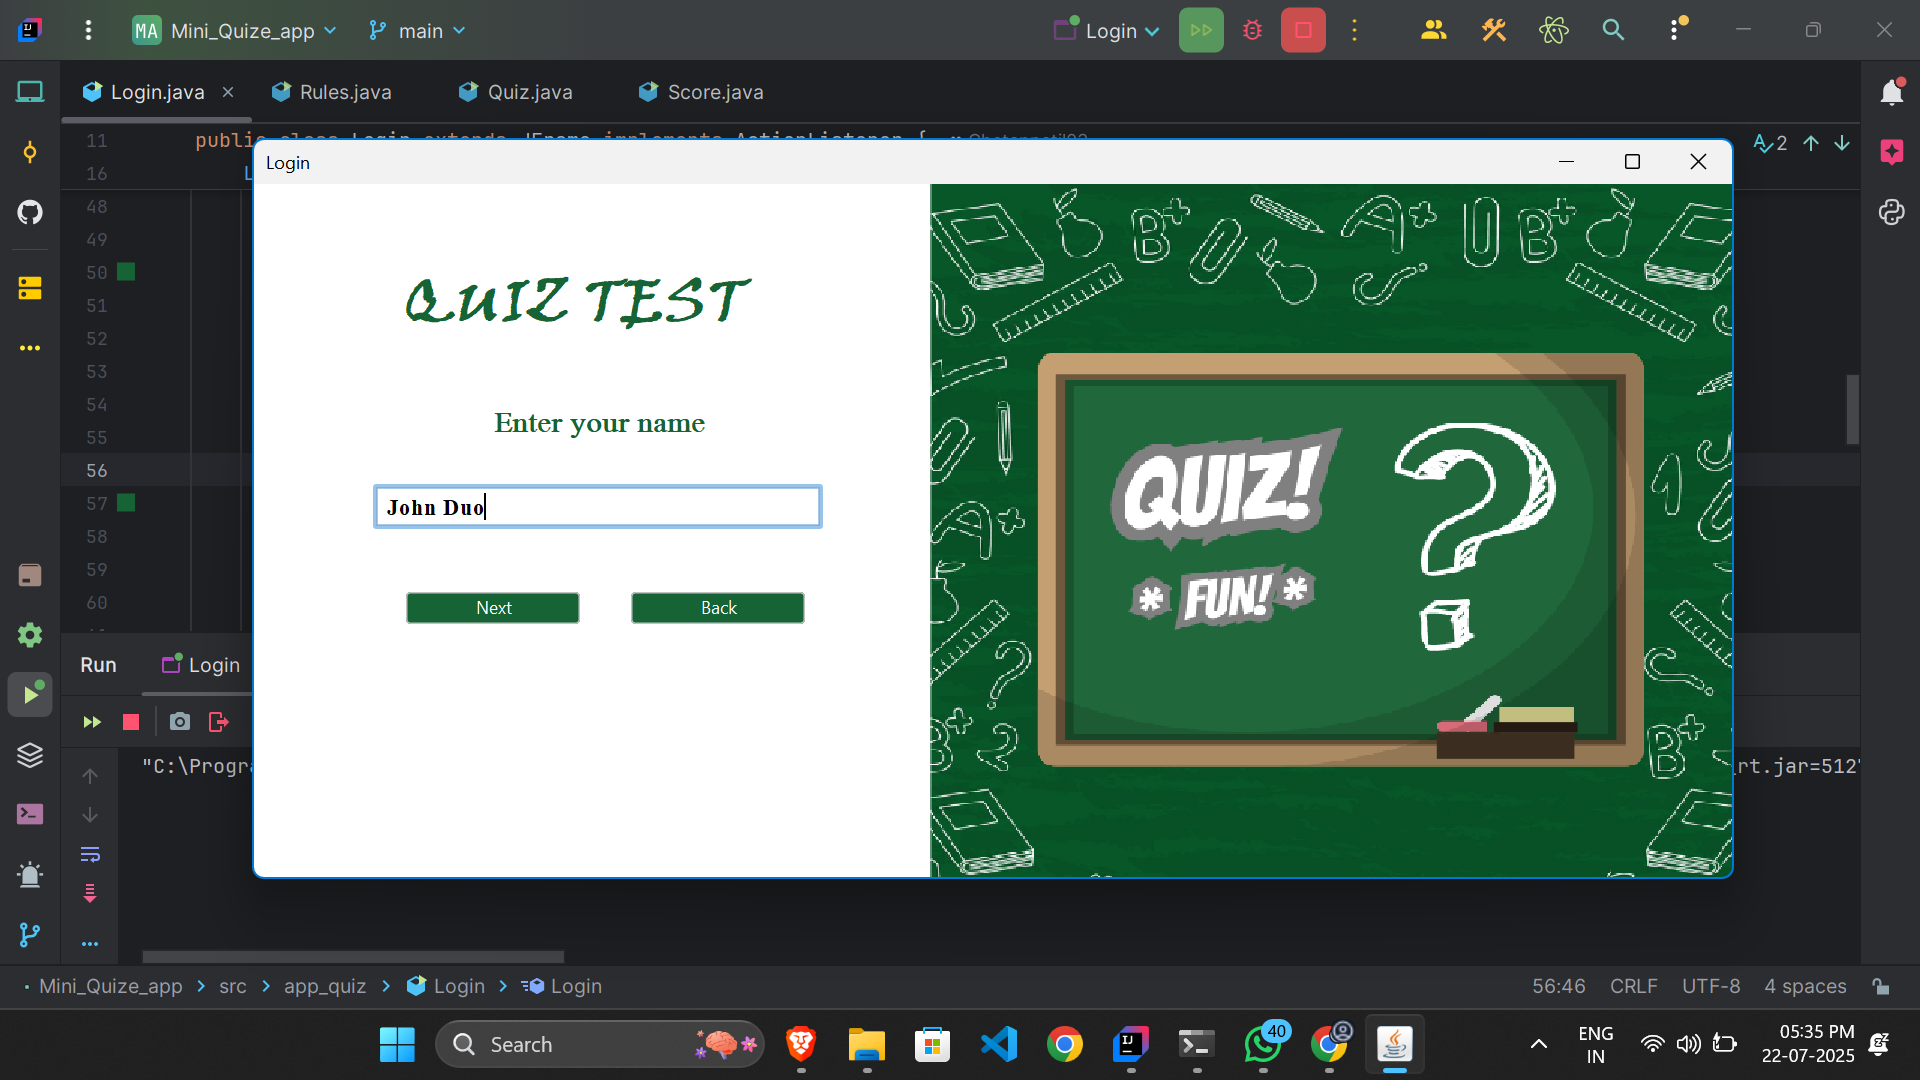 MA Mini_Quize_app main Login
Login.java Rules.java Quiz.java Score.java
11 public class Login extends JFrame implements ActionListener {
2
16 L
Login
48
49
50
51
52
53
54
55
56
57
58
59
60
QUIZ TEST
Enter your name
John Duo
Next Back
QUIZ!
* FUN! *
?
Run Login
"C:\Progra
rt.jar=512
Mini_Quize_app > src > app_quiz > Login > Login
56:46 CRLF UTF-8 4 spaces
Search
40
ENG
IN
05:35 PM
22-07-2025